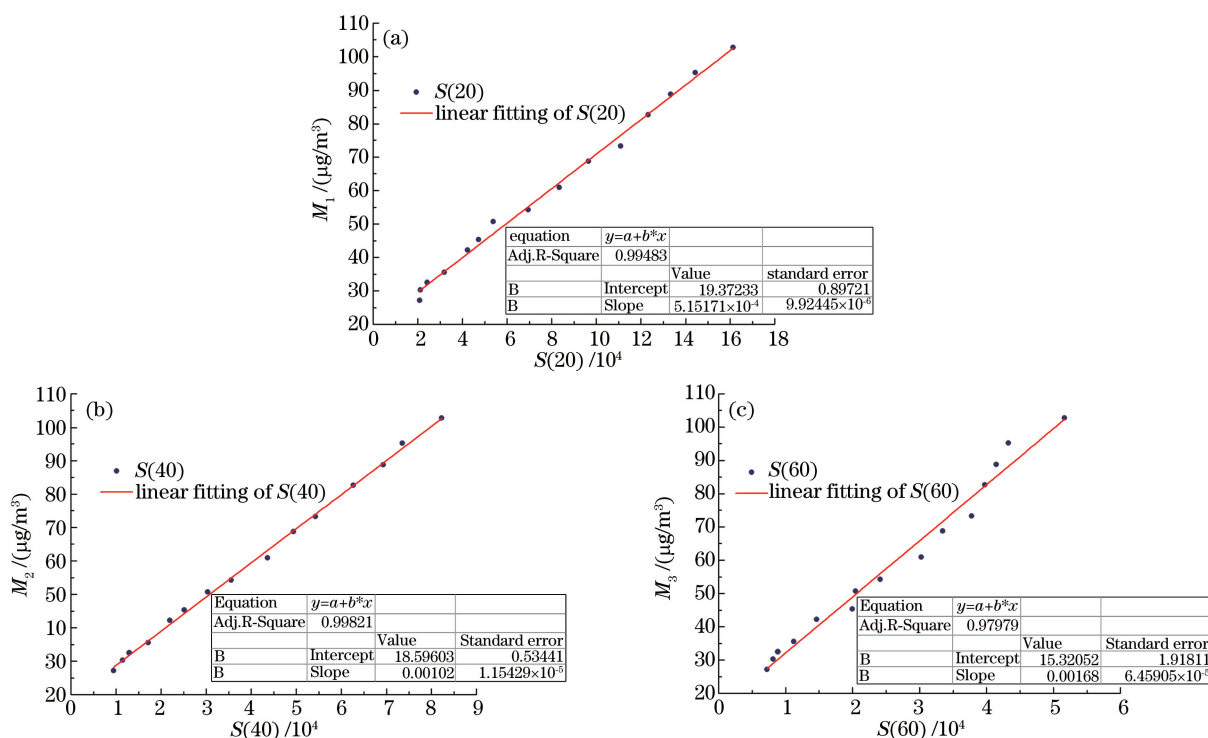 (a)
110
100
90
80
70
60
50
40
30
20
M1 /(μg/m³)
S(20)
linear fitting of S(20)
equation y=a+b*x
Adj.R-Square 0.99483
Value standard error
B Intercept 19.37233 0.89721
B Slope 5.15171×10⁻⁴ 9.92445×10⁻⁶
0 2 4 6 8 10 12 14 16 18
S(20) /10⁴
(b)
110
100
90
80
70
60
50
10
30
20
M2 /(μg/m³)
S(40)
linear fitting of S(40)
Equation y=a+b*x
Adj.R-Square 0.99821
Value Standard error
B Intercept 18.59603 0.53441
B Slope 0.00102 1.15429×10⁻⁵
0 1 2 3 4 5 6 7 8 9
S(40) /10⁴
(c)
110
100
90
80
70
60
50
40
30
20
M3 /(μg/m³)
S(60)
linear fitting of S(60)
Equation y=a+b*x
Adj.R-Square 0.97979
Value Standard error
B Intercept 15.32052 1.91811
B Slope 0.00168 6.45905×10⁻⁵
0 1 2 3 4 5 6 7
S(60) /10⁴